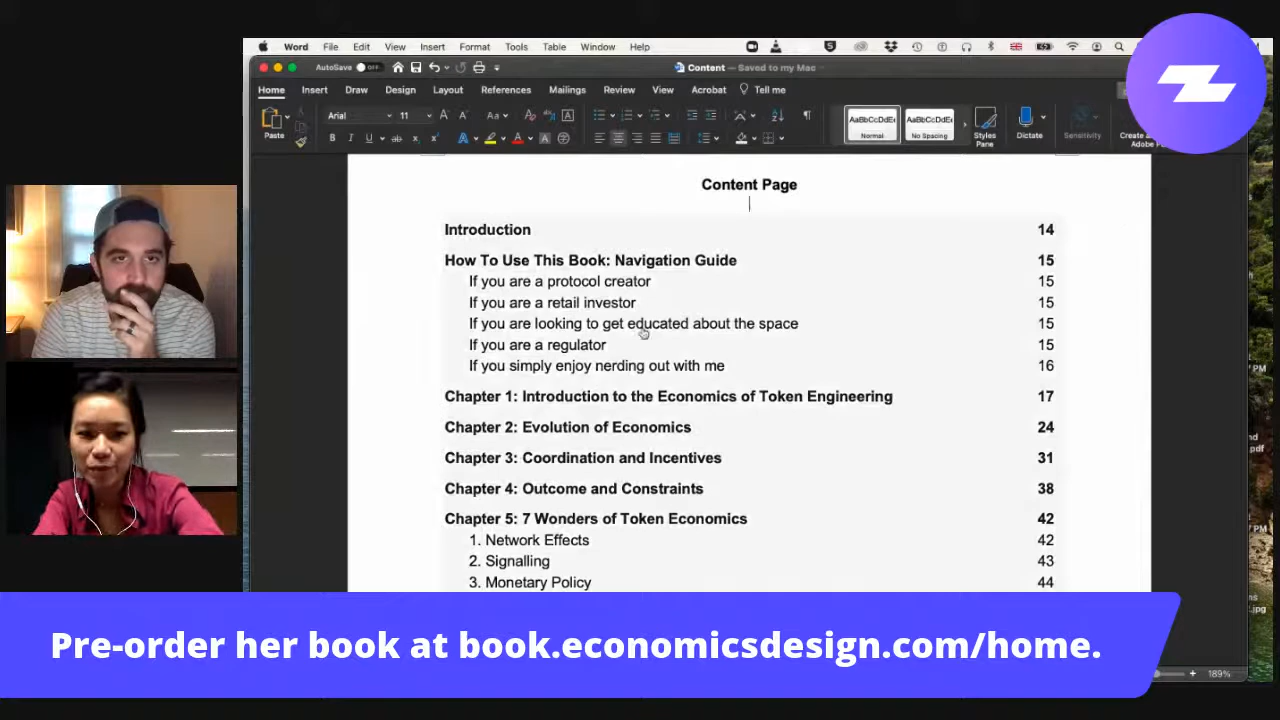 Word File Edit View Insert Format Tools Table Window Help
AutoSave OFF Content — Saved to my Mac
Home Insert Draw Design Layout References Mailings Review View Acrobat Tell me
Paste Arial 11 AaBbCcDdEe Normal AaBbCcDdEe No Spacing Styles Pane Dictate Sensitivity
Content Page
Introduction 14
How To Use This Book: Navigation Guide 15
If you are a protocol creator 15
If you are a retail investor 15
If you are looking to get educated about the space 15
If you are a regulator 15
If you simply enjoy nerding out with me 16
Chapter 1: Introduction to the Economics of Token Engineering 17
Chapter 2: Evolution of Economics 24
Chapter 3: Coordination and Incentives 31
Chapter 4: Outcome and Constraints 38
Chapter 5: 7 Wonders of Token Economics 42
1. Network Effects 42
2. Signalling 43
3. Monetary Policy 44
Pre-order her book at book.economicsdesign.com/home.
189%